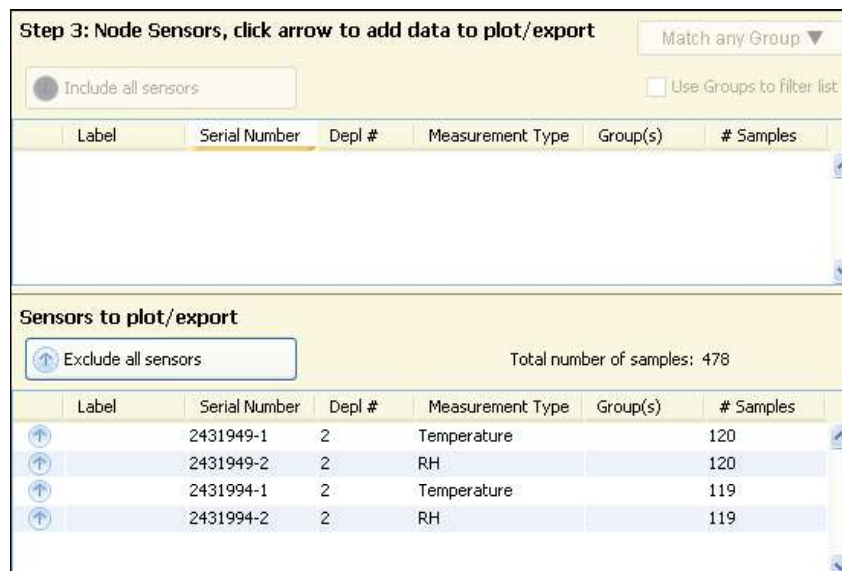 Step 3: Node Sensors, click arrow to add data to plot/export
Match any Group ▼
Include all sensors
Use Groups to filter list
Label Serial Number Depl # Measurement Type Group(s) # Samples
Sensors to plot/export
Exclude all sensors Total number of samples: 478
Label Serial Number Depl # Measurement Type Group(s) # Samples
2431949-1 2 Temperature 120
2431949-2 2 RH 120
2431994-1 2 Temperature 119
2431994-2 2 RH 119